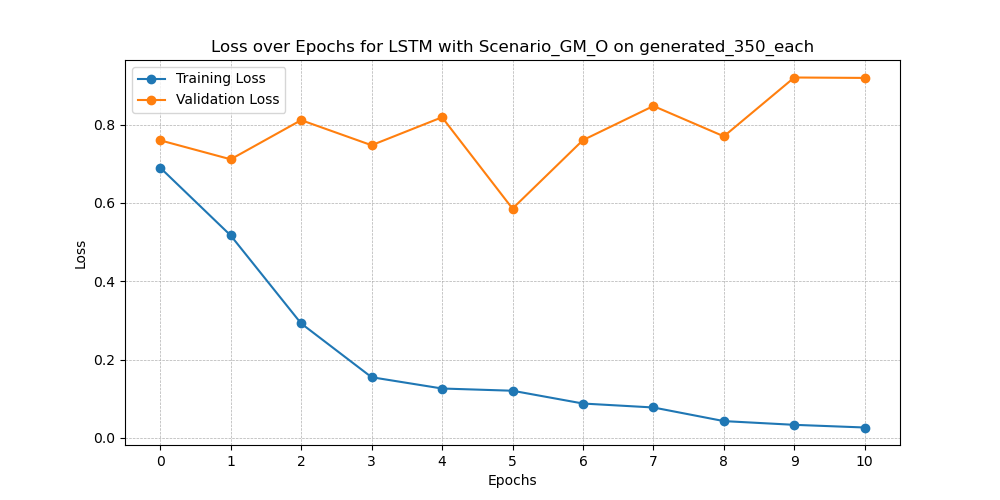 Loss over Epochs for LSTM with Scenario_GM_O on generated_350_each
Training Loss
Validation Loss
0.8
0.6
0.4
0.2
0.0
Loss
0 1 2 3 4 5 6 7 8 9 10
Epochs